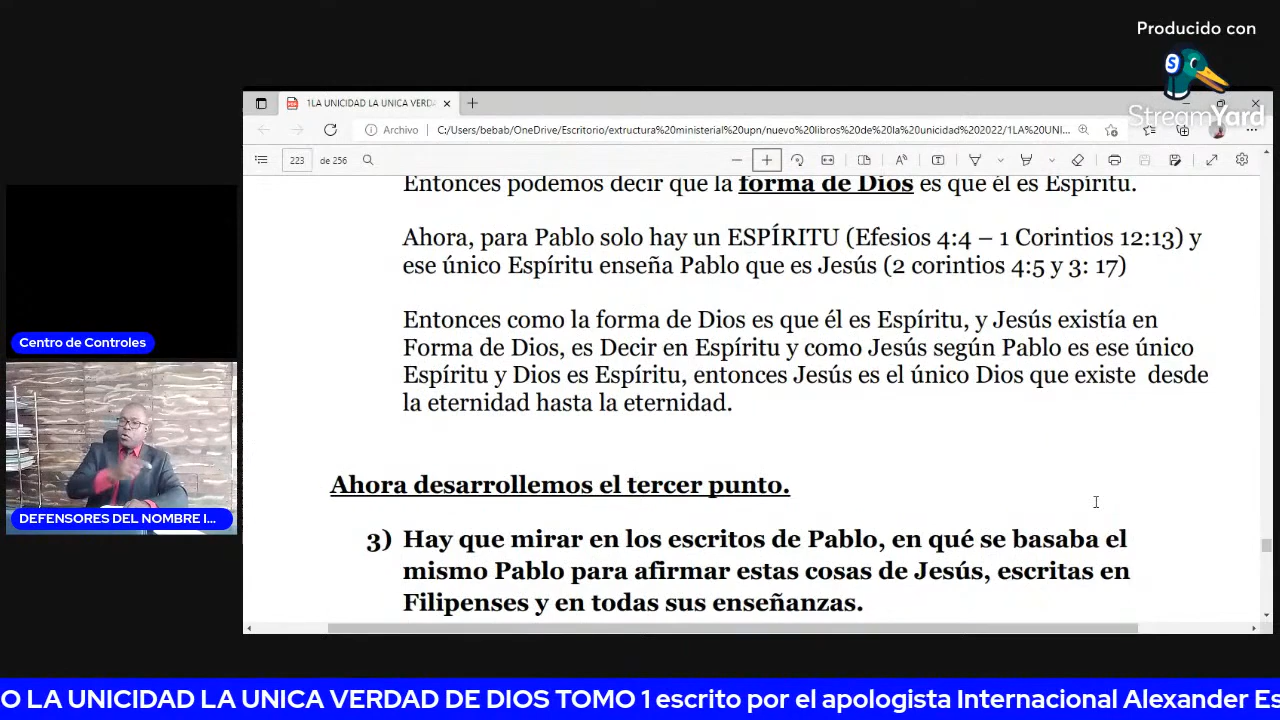 Producido con
StreamYard
1LA UNICIDAD LA UNICA VERDA
Archivo
C:/Users/bebab/OneDrive/Escritorio/extructura%20ministerial%20upn/nuevo%20libros%20de%20la%20unicidad%202022/1LA%20UNI...
223 de 256
Entonces podemos decir que la forma de Dios es que él es Espíritu.
Ahora, para Pablo solo hay un ESPÍRITU (Efesios 4:4 – 1 Corintios 12:13) y
ese único Espíritu enseña Pablo que es Jesús (2 corintios 4:5 y 3: 17)
Entonces como la forma de Dios es que él es Espíritu, y Jesús existía en
Forma de Dios, es Decir en Espíritu y como Jesús según Pablo es ese único
Espíritu y Dios es Espíritu, entonces Jesús es el único Dios que existe desde
la eternidad hasta la eternidad.
Ahora desarrollemos el tercer punto.
3) Hay que mirar en los escritos de Pablo, en qué se basaba el
mismo Pablo para afirmar estas cosas de Jesús, escritas en
Filipenses y en todas sus enseñanzas.
Centro de Controles
DEFENSORES DEL NOMBRE I...
O LA UNICIDAD LA UNICA VERDAD DE DIOS TOMO 1 escrito por el apologista Internacional Alexander Es